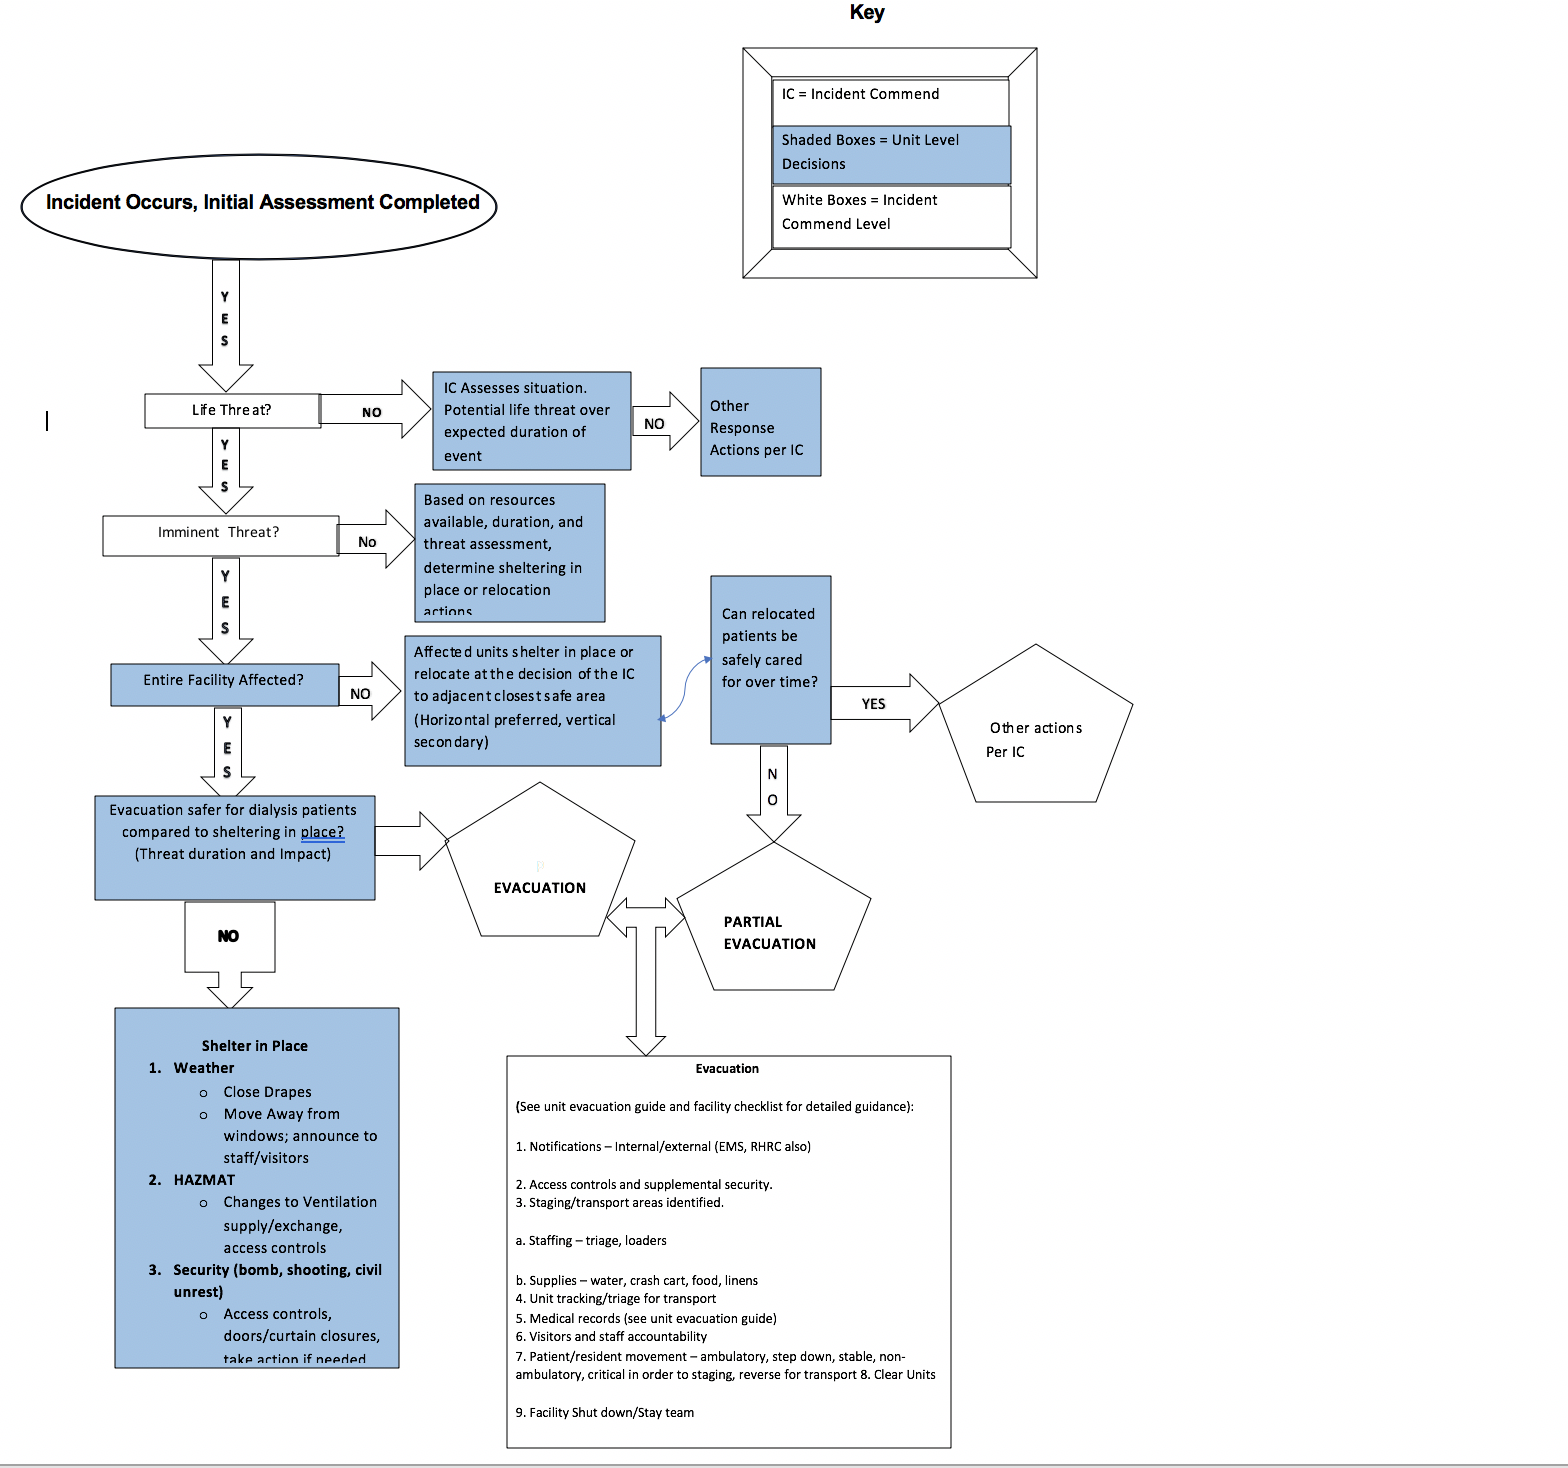 Key
IC = Incident Commend
Shaded Boxes = Unit Level
Decisions
White Boxes = Incident
Commend Level
Incident Occurs, Initial Assessment Completed
Y
E
S
Life Threat?
NO
IC Assesses situation.
Potential life threat over
expected duration of
event
NO
Other
Response
Actions per IC
Y
E
S
Imminent Threat?
No
Based on resources
available, duration, and
threat assessment,
determine sheltering in
place or relocation
actions
Y
E
S
Entire Facility Affected?
NO
Affected units shelter in place or
relocate at the decision of the IC
to adjacent closest safe area
(Horizontal preferred, vertical
secondary)
Can relocated
patients be
safely cared
for over time?
YES
Other actions
Per IC
Y
E
S
N
O
Evacuation safer for dialysis patients
compared to sheltering in place?
(Threat duration and Impact)
EVACUATION
PARTIAL
EVACUATION
NO
Shelter in Place
1. Weather
o Close Drapes
o Move Away from
windows; announce to
staff/visitors
2. HAZMAT
o Changes to Ventilation
supply/exchange,
access controls
3. Security (bomb, shooting, civil
unrest)
o Access controls,
doors/curtain closures,
take action if needed
Evacuation
(See unit evacuation guide and facility checklist for detailed guidance):
1. Notifications – Internal/external (EMS, RHRC also)
2. Access controls and supplemental security.
3. Staging/transport areas identified.
a. Staffing – triage, loaders
b. Supplies – water, crash cart, food, linens
4. Unit tracking/triage for transport
5. Medical records (see unit evacuation guide)
6. Visitors and staff accountability
7. Patient/resident movement – ambulatory, step down, stable, non-
ambulatory, critical in order to staging, reverse for transport 8. Clear Units
9. Facility Shut down/Stay team